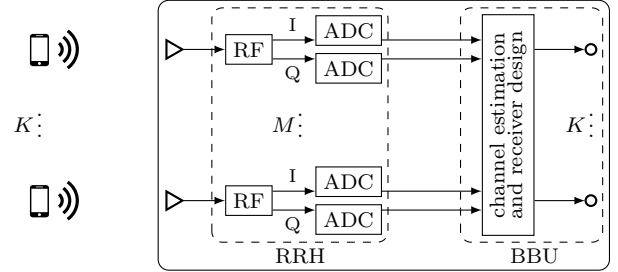 I
RF
ADC
Q
ADC
K
M
channel estimation
and receiver design
K
I
RF
ADC
Q
ADC
RRH
BBU